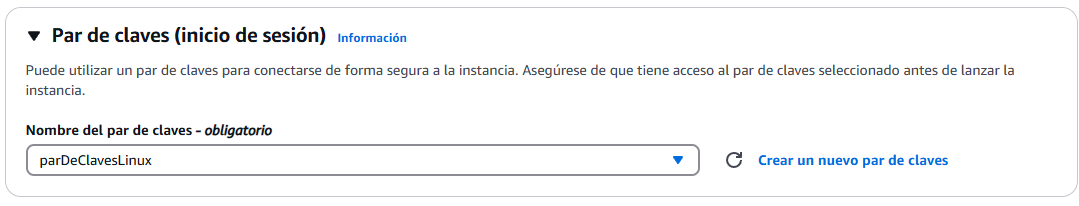 Par de claves (inicio de sesión) Información
Puede utilizar un par de claves para conectarse de forma segura a la instancia. Asegúrese de que tiene acceso al par de claves seleccionado antes de lanzar la
instancia.
Nombre del par de claves - obligatorio
parDeClavesLinux
Crear un nuevo par de claves